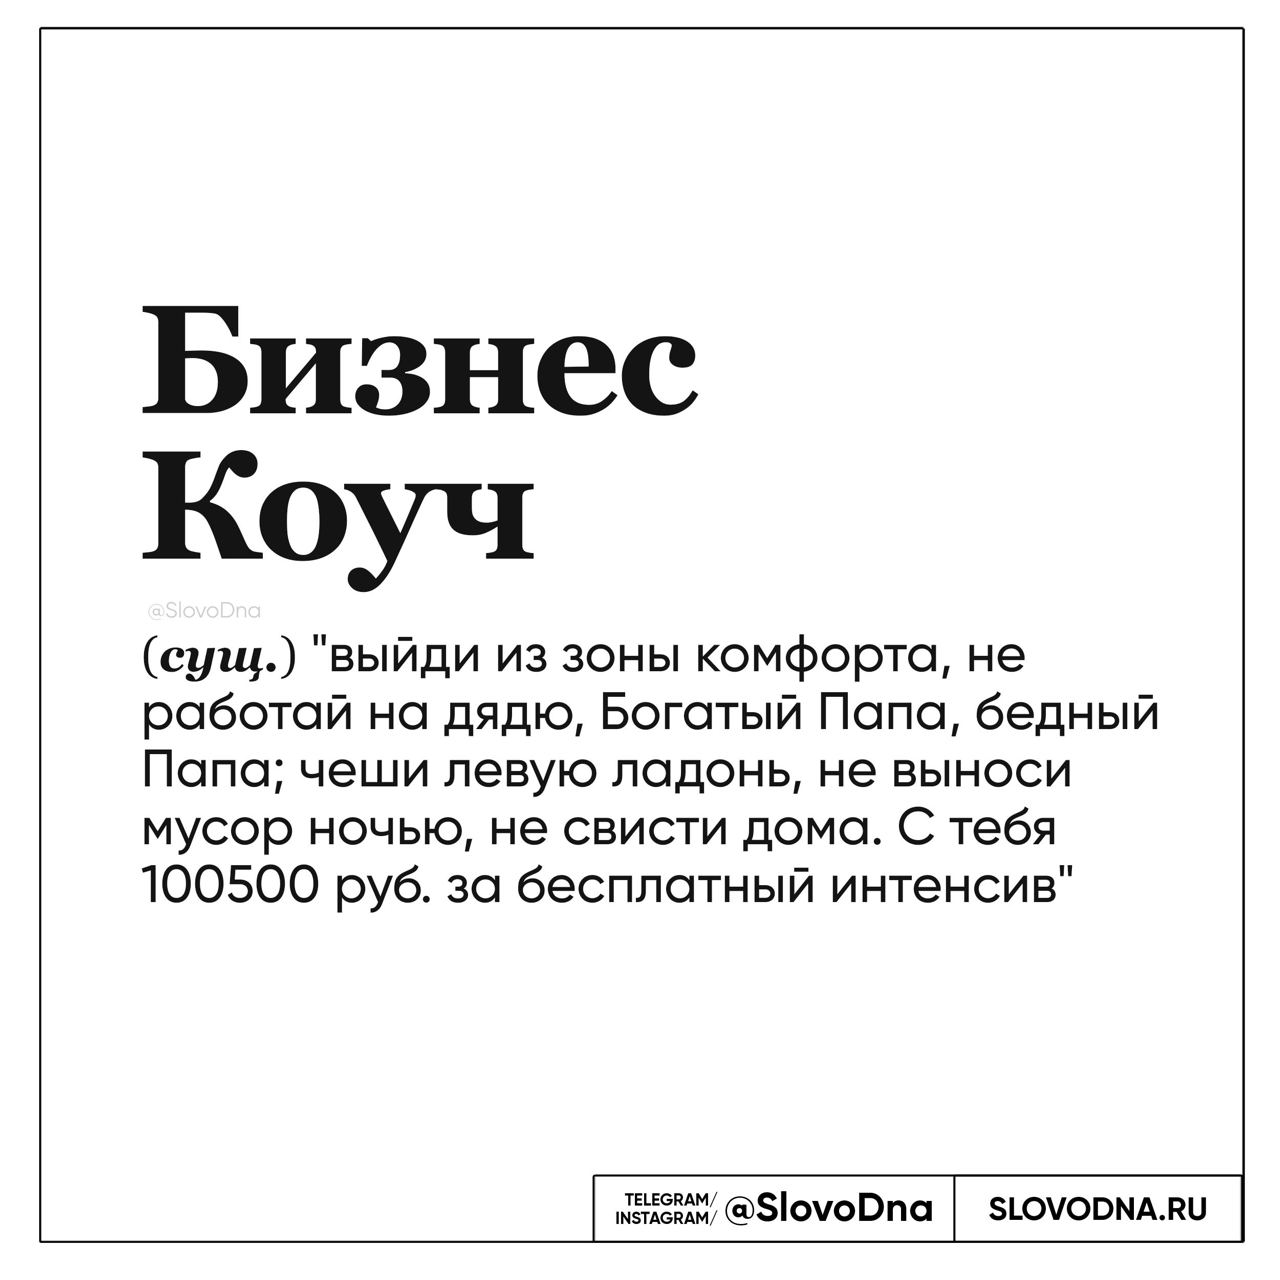 Бизнес
Коуч
@SlovoDna
(сущ.) "выйди из зоны комфорта, не
работай на дядю, Богатый Папа, бедный
Папа; чеши левую ладонь, не выноси
мусор ночью, не свисти дома. С тебя
100500 руб. за бесплатный интенсив"
TELEGRAM/
INSTAGRAM/
@SlovoDna
SLOVODNA.RU